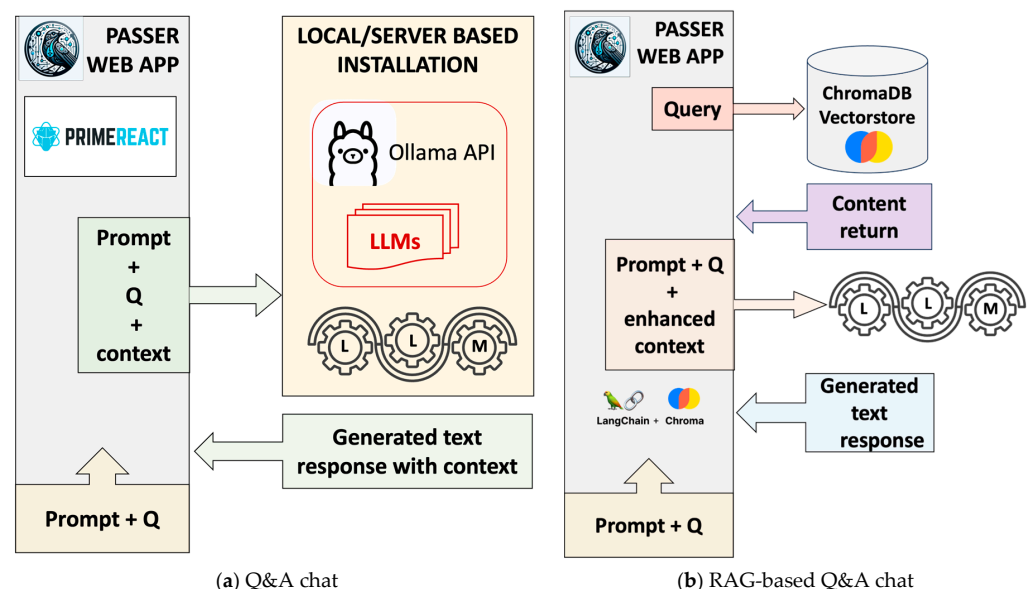 PASSER
WEB APP
PRIMEREACT
Prompt
+
Q
+
context
Prompt + Q
LOCAL/SERVER BASED
INSTALLATION
Ollama API
LLMs
L
L
M
Generated text
response with context
(a) Q&A chat
PASSER
WEB APP
Query
ChromaDB
Vectorstore
Content
return
Prompt + Q
+
enhanced
context
L
L
M
LangChain + Chroma
Generated
text
response
Prompt + Q
(b) RAG-based Q&A chat